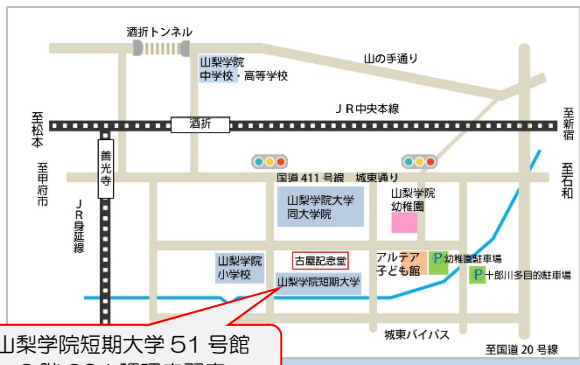 酒折トンネル
山の手通り
山梨学院
中学校・高等学校
JR中央本線
至松本
酒折
至新宿
善光寺
至甲府市
国道 411 号線 城東通り
至石和
JR身延線
山梨学院大学
同大学院
山梨学院
幼稚園
山梨学院
小学校
古屋記念堂
アルテア
子ども館
P 幼稚園駐車場
山梨学院短期大学
P 十郎川多目的駐車場
城東バイパス
至国道 20 号線
山梨学院短期大学 51 号館